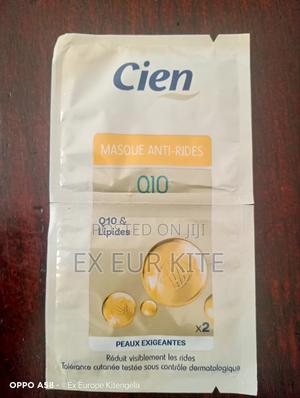 Cien
MASQUE ANTI-RIDES
Q10
Q10 &
Lipides
POSTED ON JIJI
EX EUR KITE
x2
PEAUX EXIGEANTES
Réduit visiblement les rides
Tolérance cutanée testée sous contrôle dermatologique
OPPO A58 · Ex Europe Kitengela